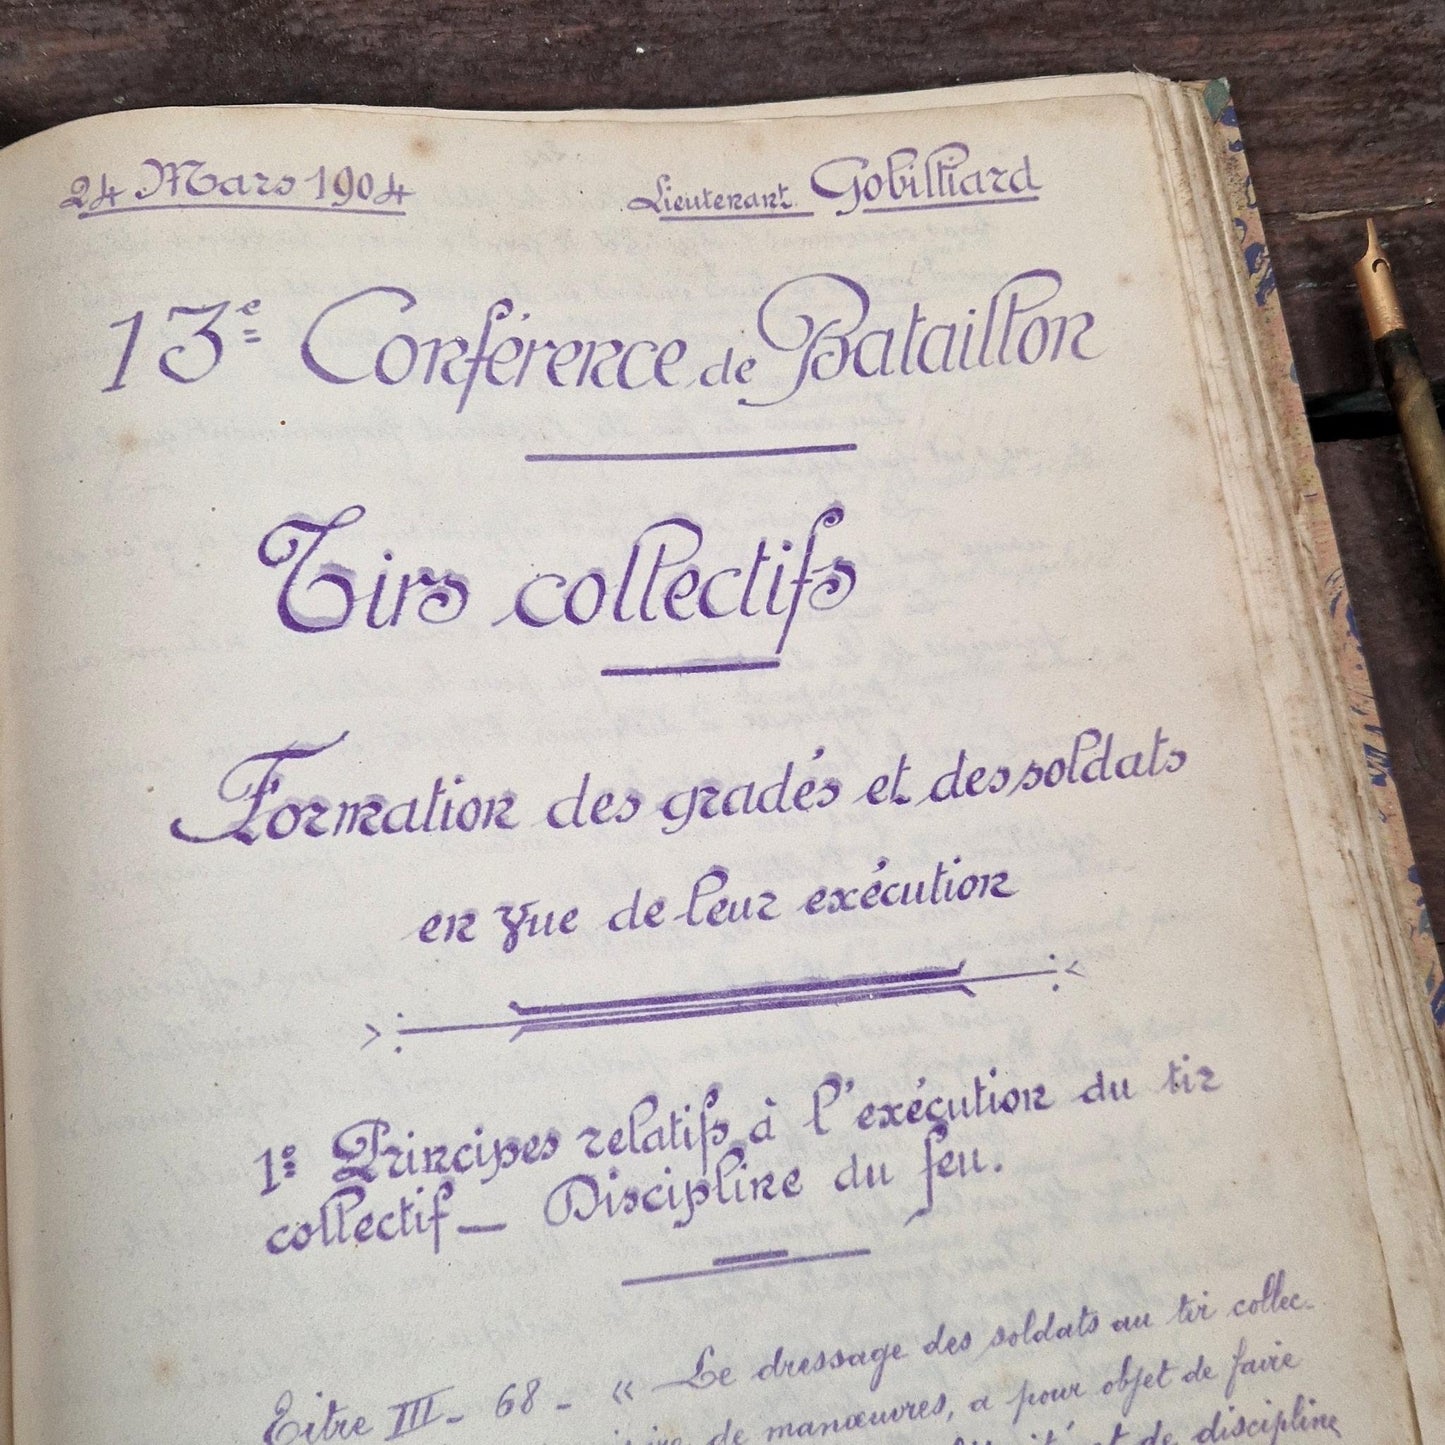 24 Mars 1904
Lieutenant Gobilliard
13e Conférence de Bataillon
Tirs collectifs
Formation des gradés et des soldats
en vue de leur exécution
1o Principes relatifs à l'exécution du tir
collectif _ Discipline du feu.
Titre III - 68 - « Le dressage des soldats au tir collec-
de manœuvres, a pour objet de faire
et de discipline